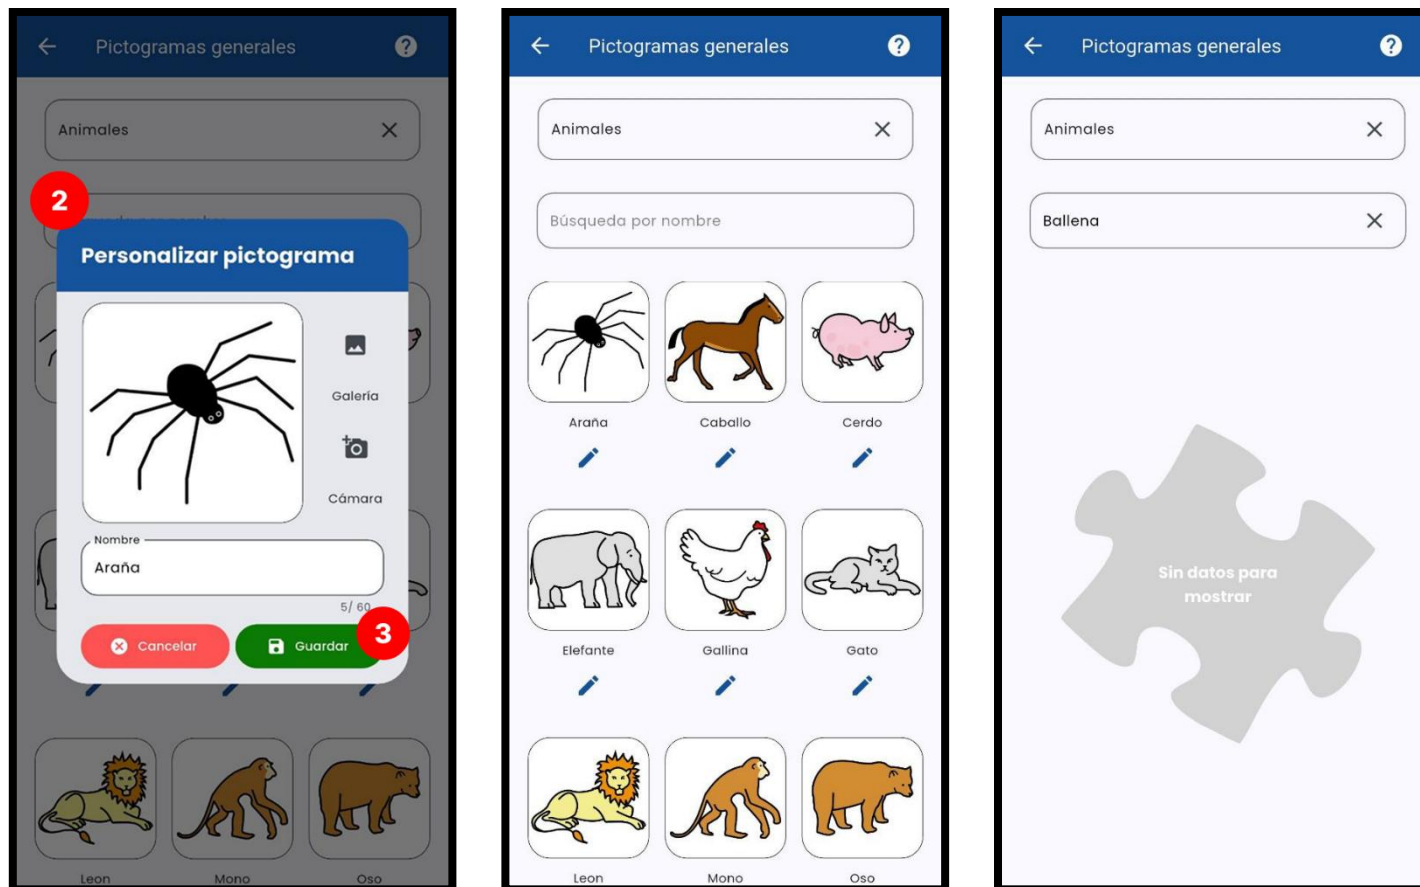 Pictogramas generales
?
Animales
2
Personalizar pictograma
Galería
Cámara
Nombre
Araña
5/ 60
Cancelar
Guardar
3
Leon
Mono
Oso
Pictogramas generales
?
Animales
Búsqueda por nombre
Araña
Caballo
Cerdo
Elefante
Gallina
Gato
Leon
Mono
Oso
Pictogramas generales
?
Animales
Ballena
Sin datos para
mostrar